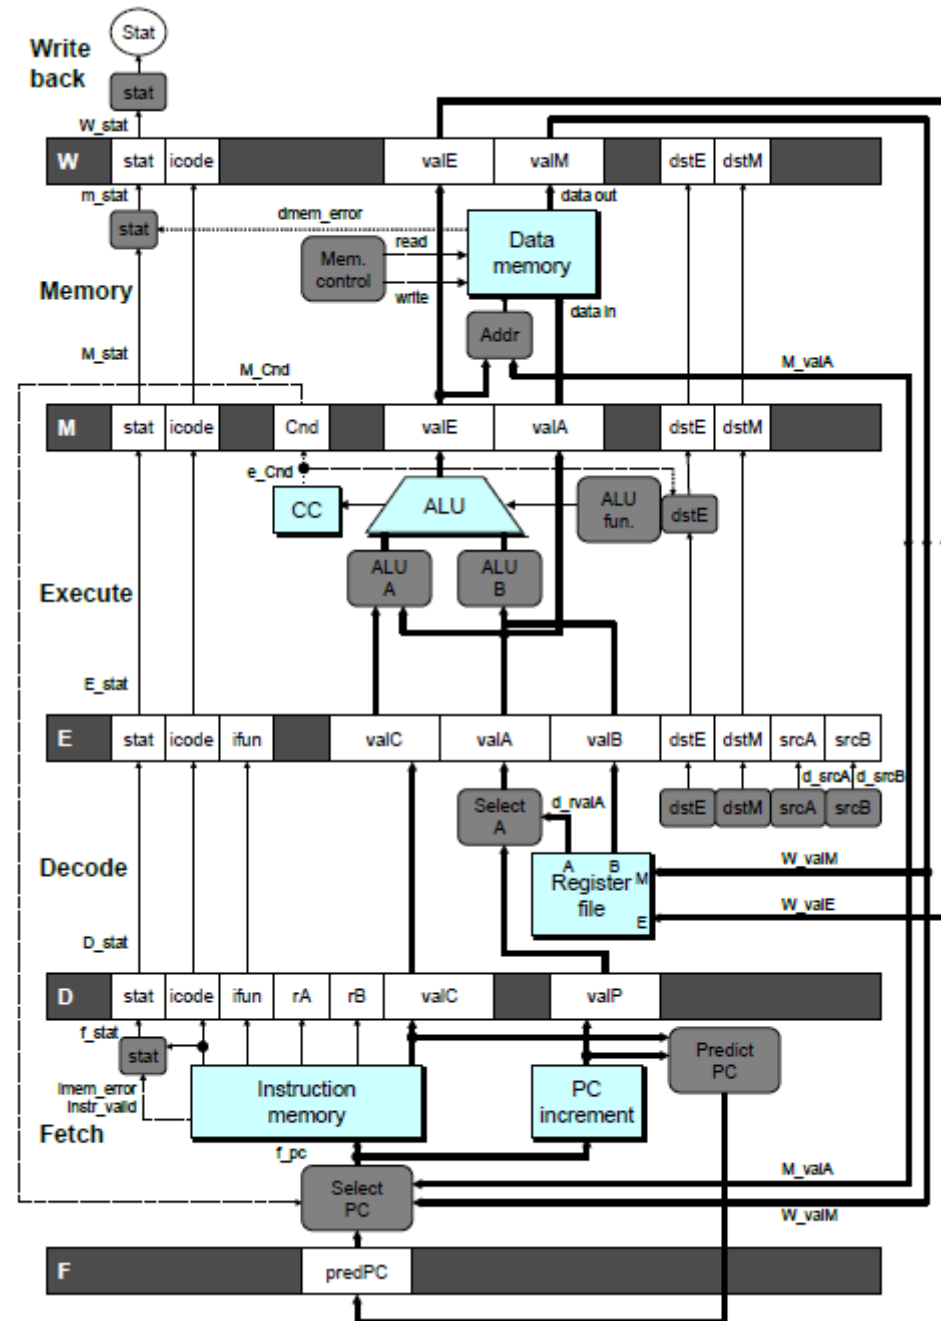 Stat
Write
back
stat
W_stat
W stat icode valE valM dstE dstM
m_stat
data out
dmem_error
stat
read
Data
memory
Mem.
control
Memory
write
data in
Addr
M_stat
M_Cnd
M_valA
M stat icode Cnd valE valA dstE dstM
e_Cnd
CC
ALU
ALU
fun.
dstE
ALU
A
ALU
B
Execute
E_stat
E stat icode ifun valC valA valB dstE dstM srcA srcB
d_srcA d_srcB
Select
A
d_rvalA
dstE dstM srcA srcB
Decode
A B
Register
file
M
E
W_valM
W_valE
D_stat
D stat icode ifun rA rB valC valP
f_stat
stat
Predict
PC
Imem_error
Instr_valid
Instruction
memory
PC
increment
Fetch
f_pc
M_valA
Select
PC
W_valM
F predPC